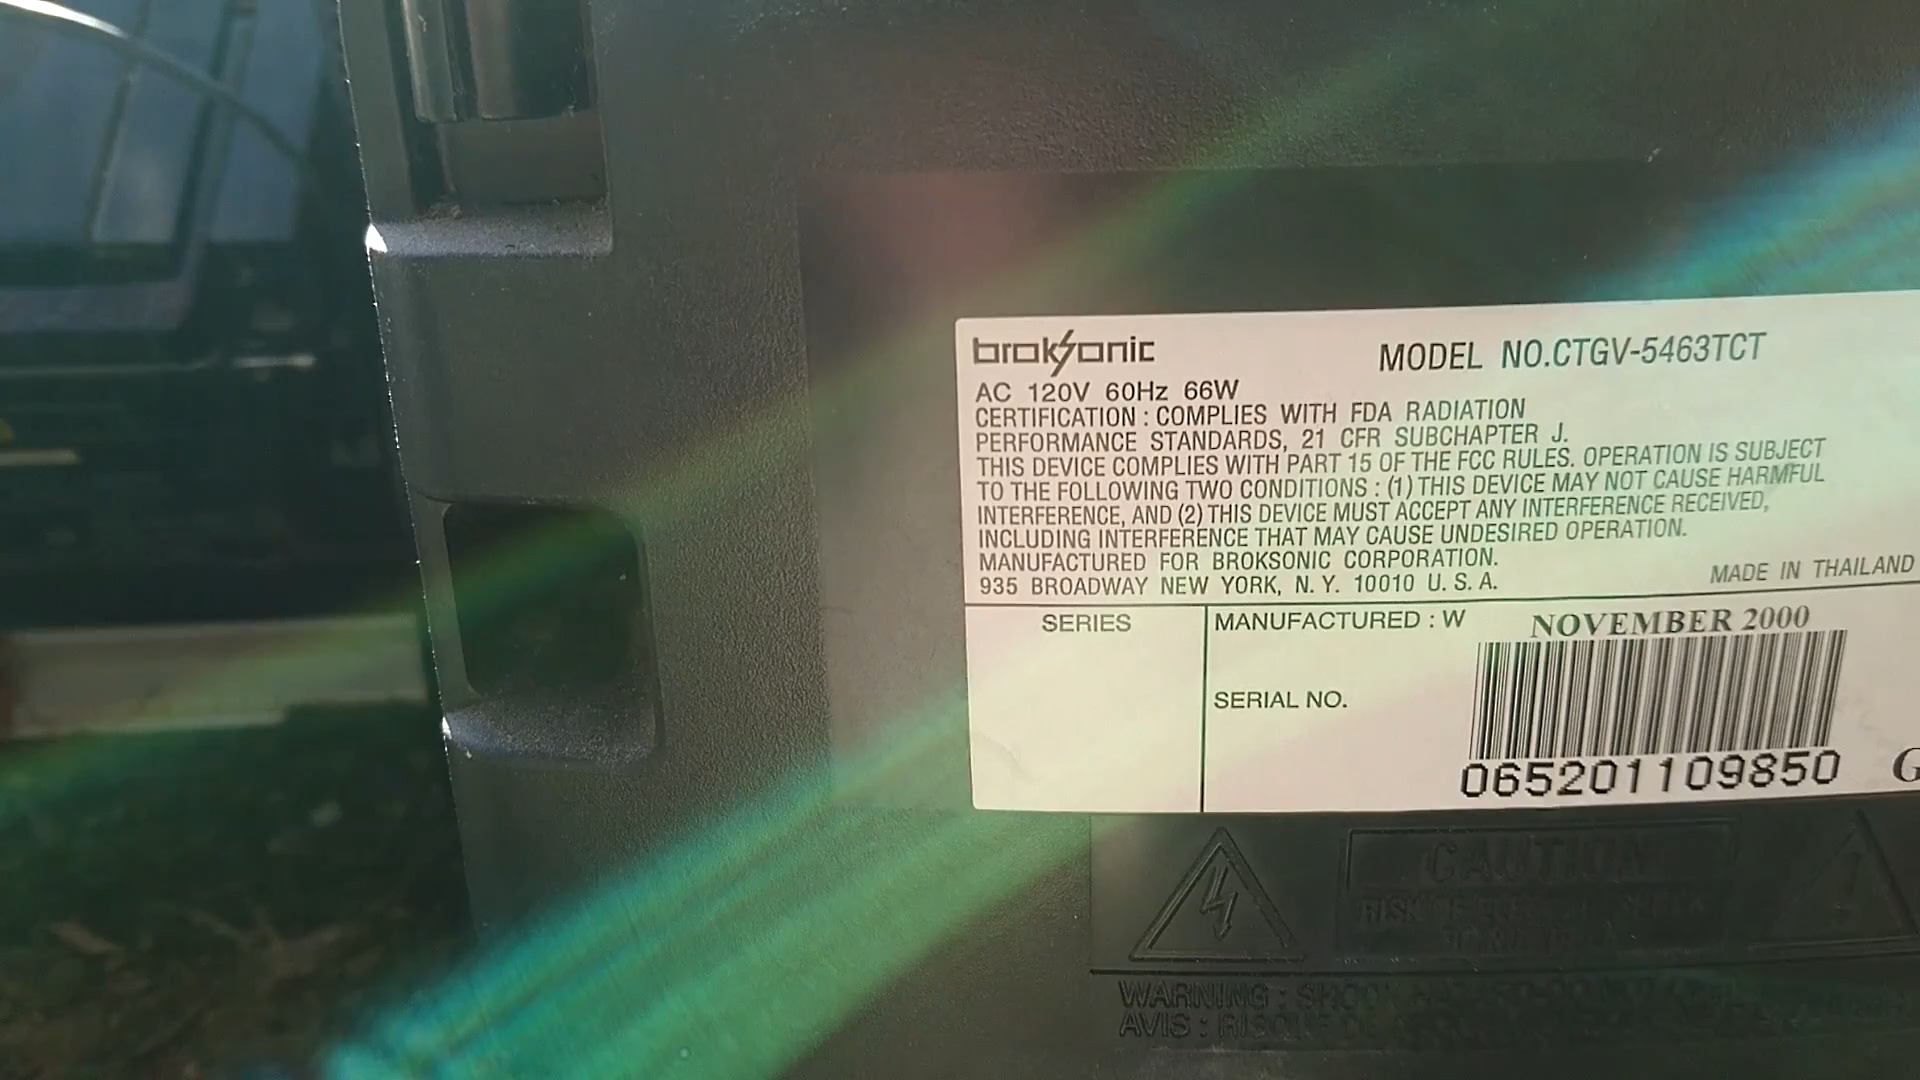 broksonic
MODEL NO.CTGV-5463TCT
AC 120V 60Hz 66W
CERTIFICATION : COMPLIES WITH FDA RADIATION
PERFORMANCE STANDARDS, 21 CFR SUBCHAPTER J.
THIS DEVICE COMPLIES WITH PART 15 OF THE FCC RULES. OPERATION IS SUBJECT
TO THE FOLLOWING TWO CONDITIONS : (1) THIS DEVICE MAY NOT CAUSE HARMFUL
INTERFERENCE, AND (2) THIS DEVICE MUST ACCEPT ANY INTERFERENCE RECEIVED,
INCLUDING INTERFERENCE THAT MAY CAUSE UNDESIRED OPERATION.
MANUFACTURED FOR BROKSONIC CORPORATION.
935 BROADWAY NEW YORK, N. Y. 10010 U. S. A.
MADE IN THAILAND
SERIES
MANUFACTURED : W
NOVEMBER 2000
SERIAL NO.
065201109850
G
CAUTION
RISK OF
WARNING :
AVIS :